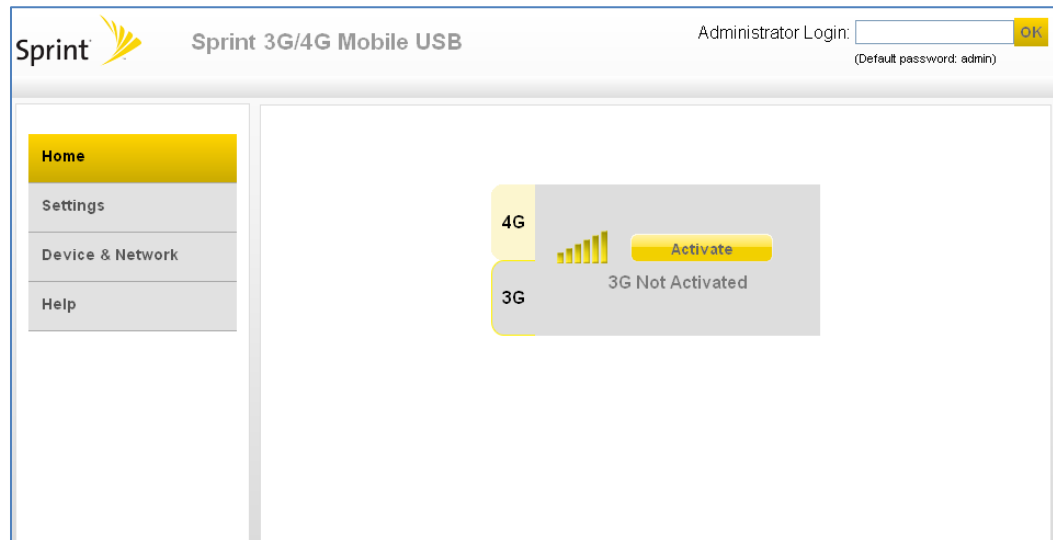 Sprint
Sprint 3G/4G Mobile USB
Administrator Login:
OK
(Default password: admin)
Home
Settings
Device & Network
Help
4G
Activate
3G Not Activated
3G